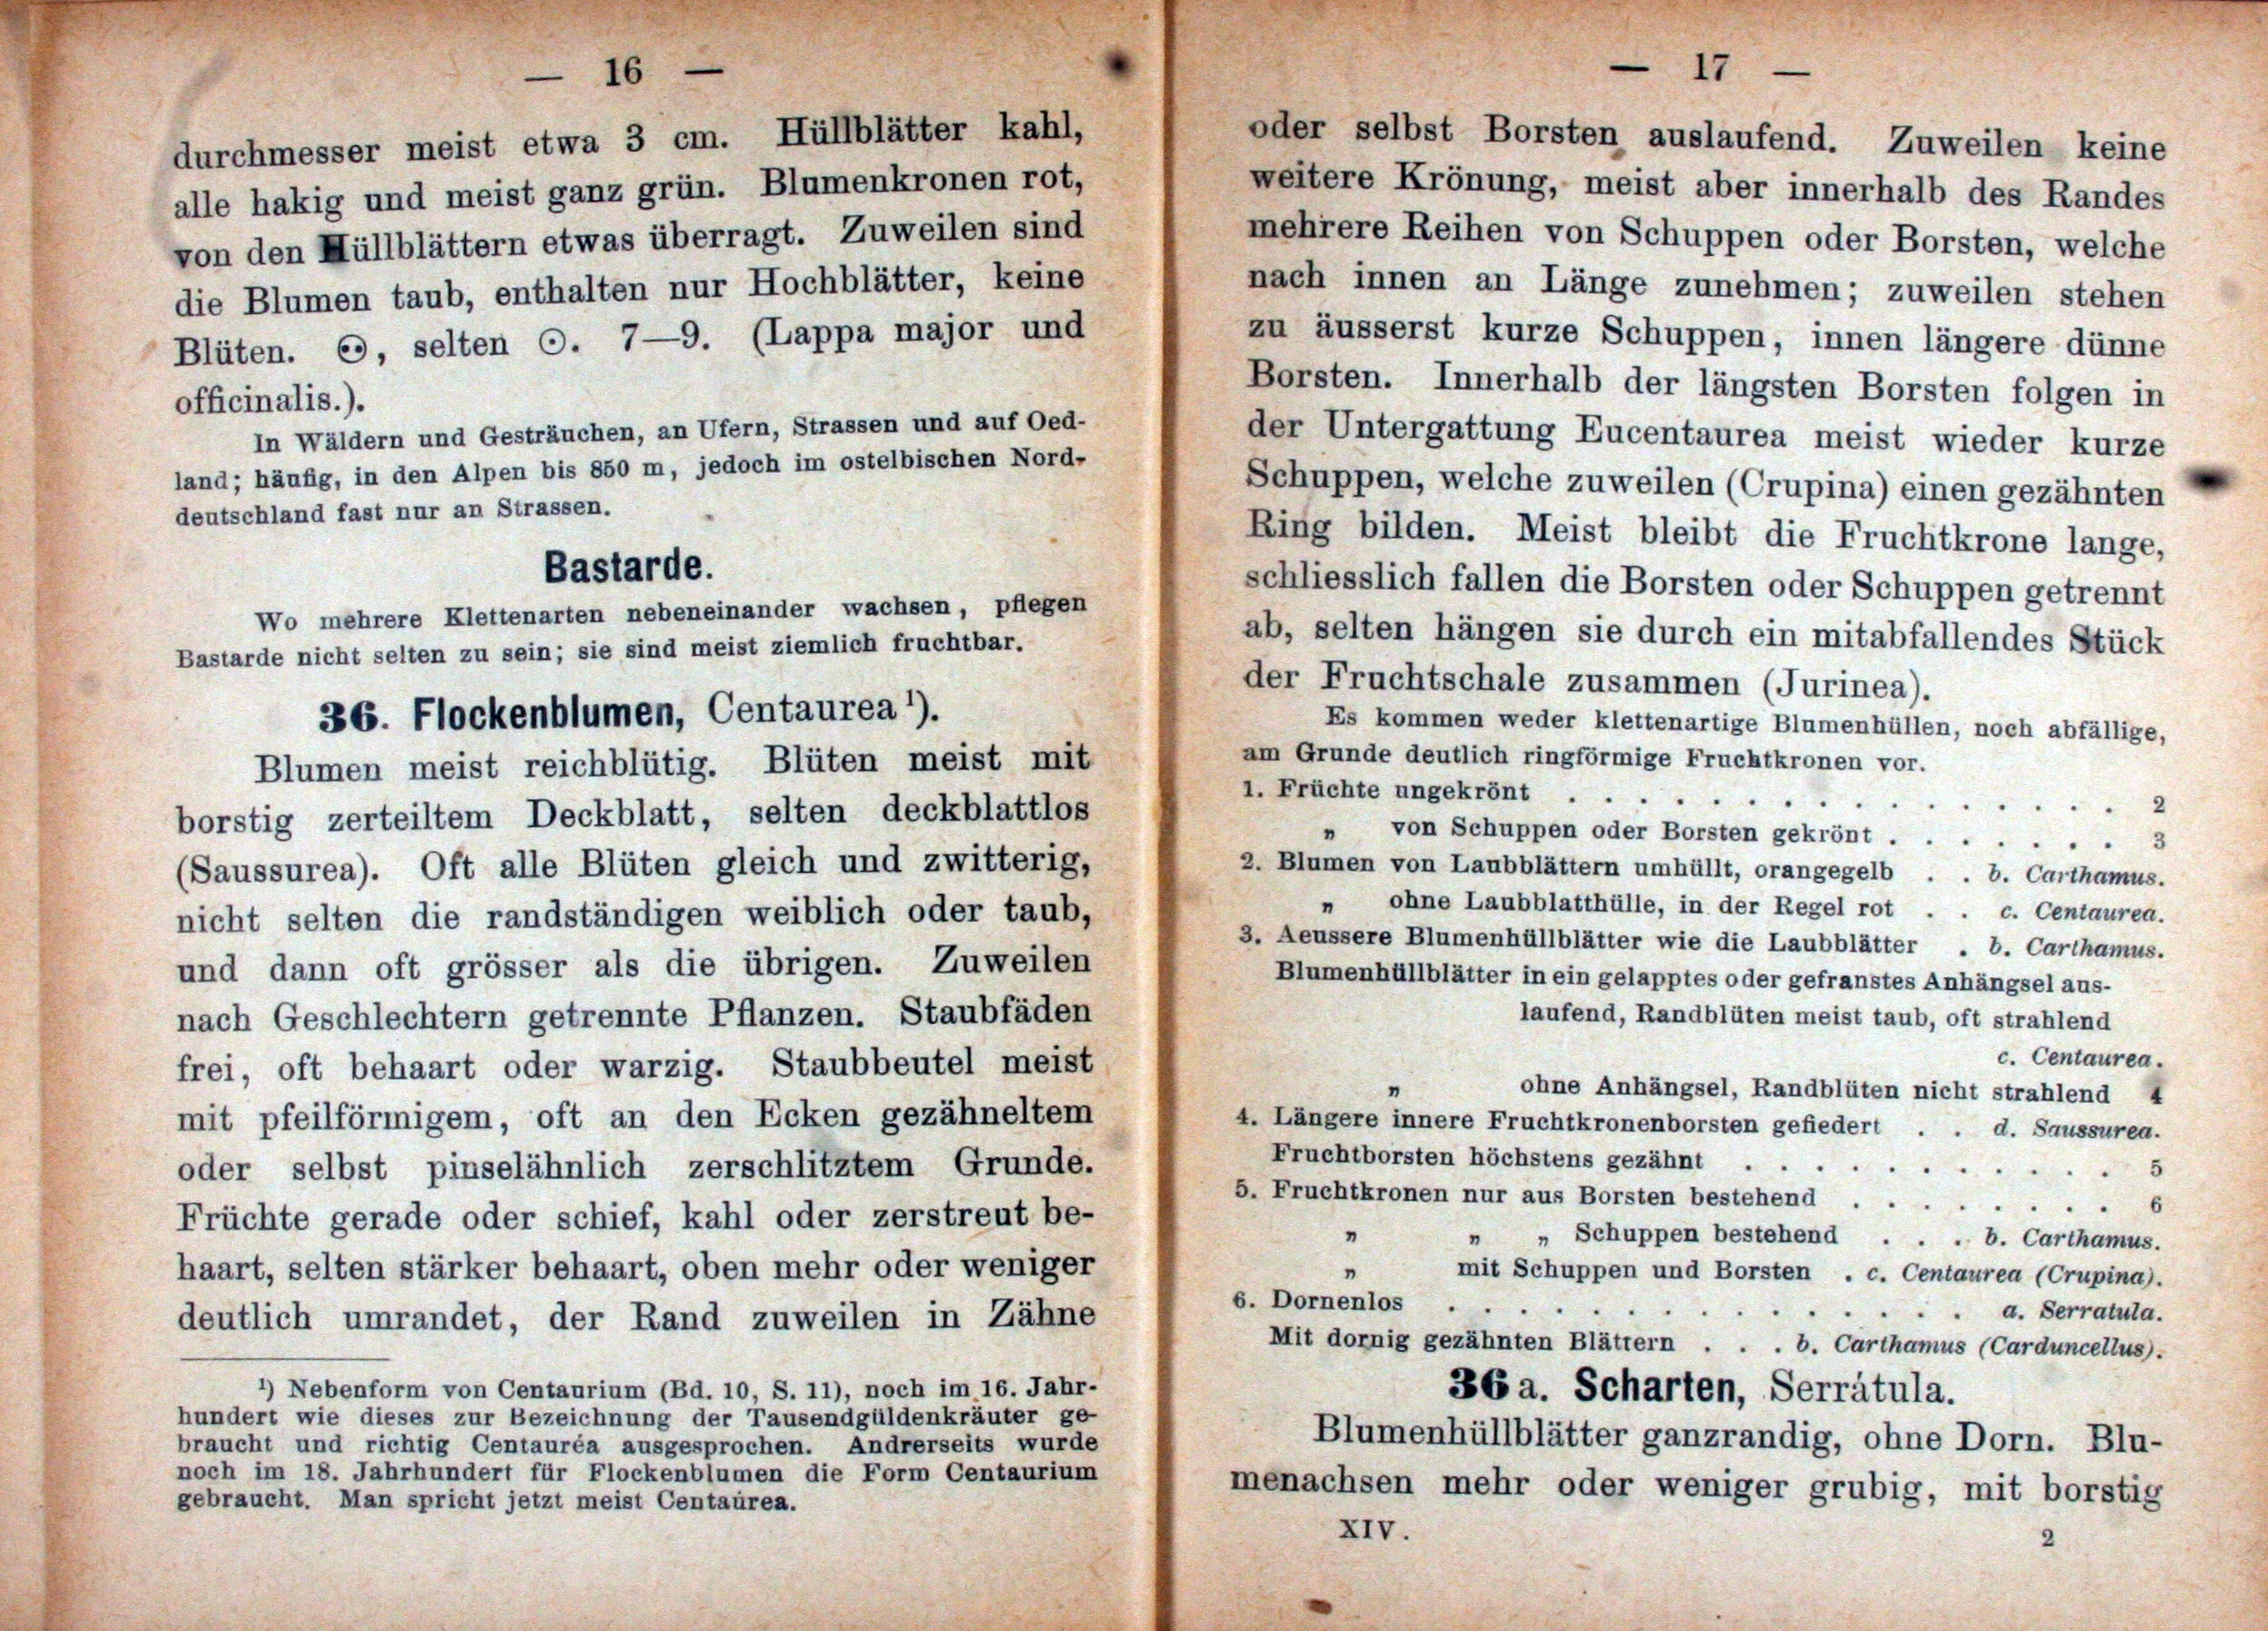 — 16 —
durchmesser meist etwa 3 cm. Hüllblätter kahl,
alle hakig und meist ganz grün. Blumenkronen rot,
von den Hüllblättern etwas überragt. Zuweilen sind
die Blumen taub, enthalten nur Hochblätter, keine
Blüten. , selten ⊙. 7—9. (Lappa major und
officinalis.).
In Wäldern und Gesträuchen, an Ufern, Strassen und auf Oed-
land; häufig, in den Alpen bis 850 m, jedoch im ostelbischen Nord-
deutschland fast nur an Strassen.
Bastarde.
Wo mehrere Klettenarten nebeneinander wachsen, pflegen
Bastarde nicht selten zu sein; sie sind meist ziemlich fruchtbar.
36. Flockenblumen, Centaurea ¹).
Blumen meist reichblütig. Blüten meist mit
borstig zerteiltem Deckblatt, selten deckblattlos
(Saussurea). Oft alle Blüten gleich und zwitterig,
nicht selten die randständigen weiblich oder taub,
und dann oft grösser als die übrigen. Zuweilen
nach Geschlechtern getrennte Pflanzen. Staubfäden
frei, oft behaart oder warzig. Staubbeutel meist
mit pfeilförmigem, oft an den Ecken gezähneltem
oder selbst pinselähnlich zerschlitztem Grunde.
Früchte gerade oder schief, kahl oder zerstreut be-
haart, selten stärker behaart, oben mehr oder weniger
deutlich umrandet, der Rand zuweilen in Zähne
¹) Nebenform von Centaurium (Bd. 10, S. 11), noch im 16. Jahr-
hundert wie dieses zur Bezeichnung der Tausendgüldenkräuter ge-
braucht und richtig Centauréa ausgesprochen. Andrerseits wurde
noch im 18. Jahrhundert für Flockenblumen die Form Centaurium
gebraucht. Man spricht jetzt meist Centaúrea.
— 17 —
oder selbst Borsten auslaufend. Zuweilen keine
weitere Krönung, meist aber innerhalb des Randes
mehrere Reihen von Schuppen oder Borsten, welche
nach innen an Länge zunehmen; zuweilen stehen
zu äusserst kurze Schuppen, innen längere dünne
Borsten. Innerhalb der längsten Borsten folgen in
der Untergattung Eucentaurea meist wieder kurze
Schuppen, welche zuweilen (Crupina) einen gezähnten
Ring bilden. Meist bleibt die Fruchtkrone lange,
schliesslich fallen die Borsten oder Schuppen getrennt
ab, selten hängen sie durch ein mitabfallendes Stück
der Fruchtschale zusammen (Jurinea).
Es kommen weder klettenartige Blumenhüllen, noch abfällige,
am Grunde deutlich ringförmige Fruchtkronen vor.
1. Früchte ungekrönt . . . . . . . . . . . . . . . 2
„ von Schuppen oder Borsten gekrönt . . . . . . . 3
2. Blumen von Laubblättern umhüllt, orangegelb . . b. Carthamus.
„ ohne Laubblatthülle, in der Regel rot . . c. Centaurea.
3. Aeussere Blumenhüllblätter wie die Laubblätter . b. Carthamus.
Blumenhüllblätter in ein gelapptes oder gefranstes Anhängsel aus-
laufend, Randblüten meist taub, oft strahlend
c. Centaurea.
„ ohne Anhängsel, Randblüten nicht strahlend 4
4. Längere innere Fruchtkronenborsten gefiedert . . d. Saussurea.
Fruchtborsten höchstens gezähnt . . . . . . . . . . 5
5. Fruchtkronen nur aus Borsten bestehend . . . . . . . . 6
„ „ „ Schuppen bestehend . . . b. Carthamus.
„ mit Schuppen und Borsten . c. Centaurea (Crupina).
6. Dornenlos . . . . . . . . . . . . . . a. Serratula.
Mit dornig gezähnten Blättern . . . b. Carthamus (Carduncellus).
36 a. Scharten, Serrátula.
Blumenhüllblätter ganzrandig, ohne Dorn. Blu-
menachsen mehr oder weniger grubig, mit borstig
XIV. 2